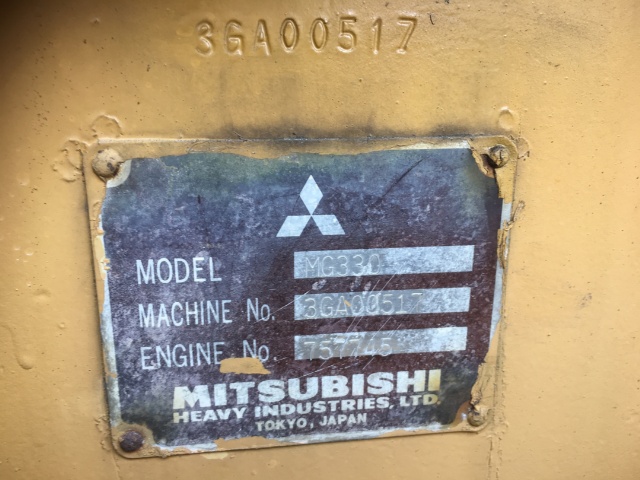 3GA00517
MODEL MG330
MACHINE No. 3GA00517
ENGINE No. 757745
MITSUBISHI
HEAVY INDUSTRIES, LTD.
TOKYO, JAPAN